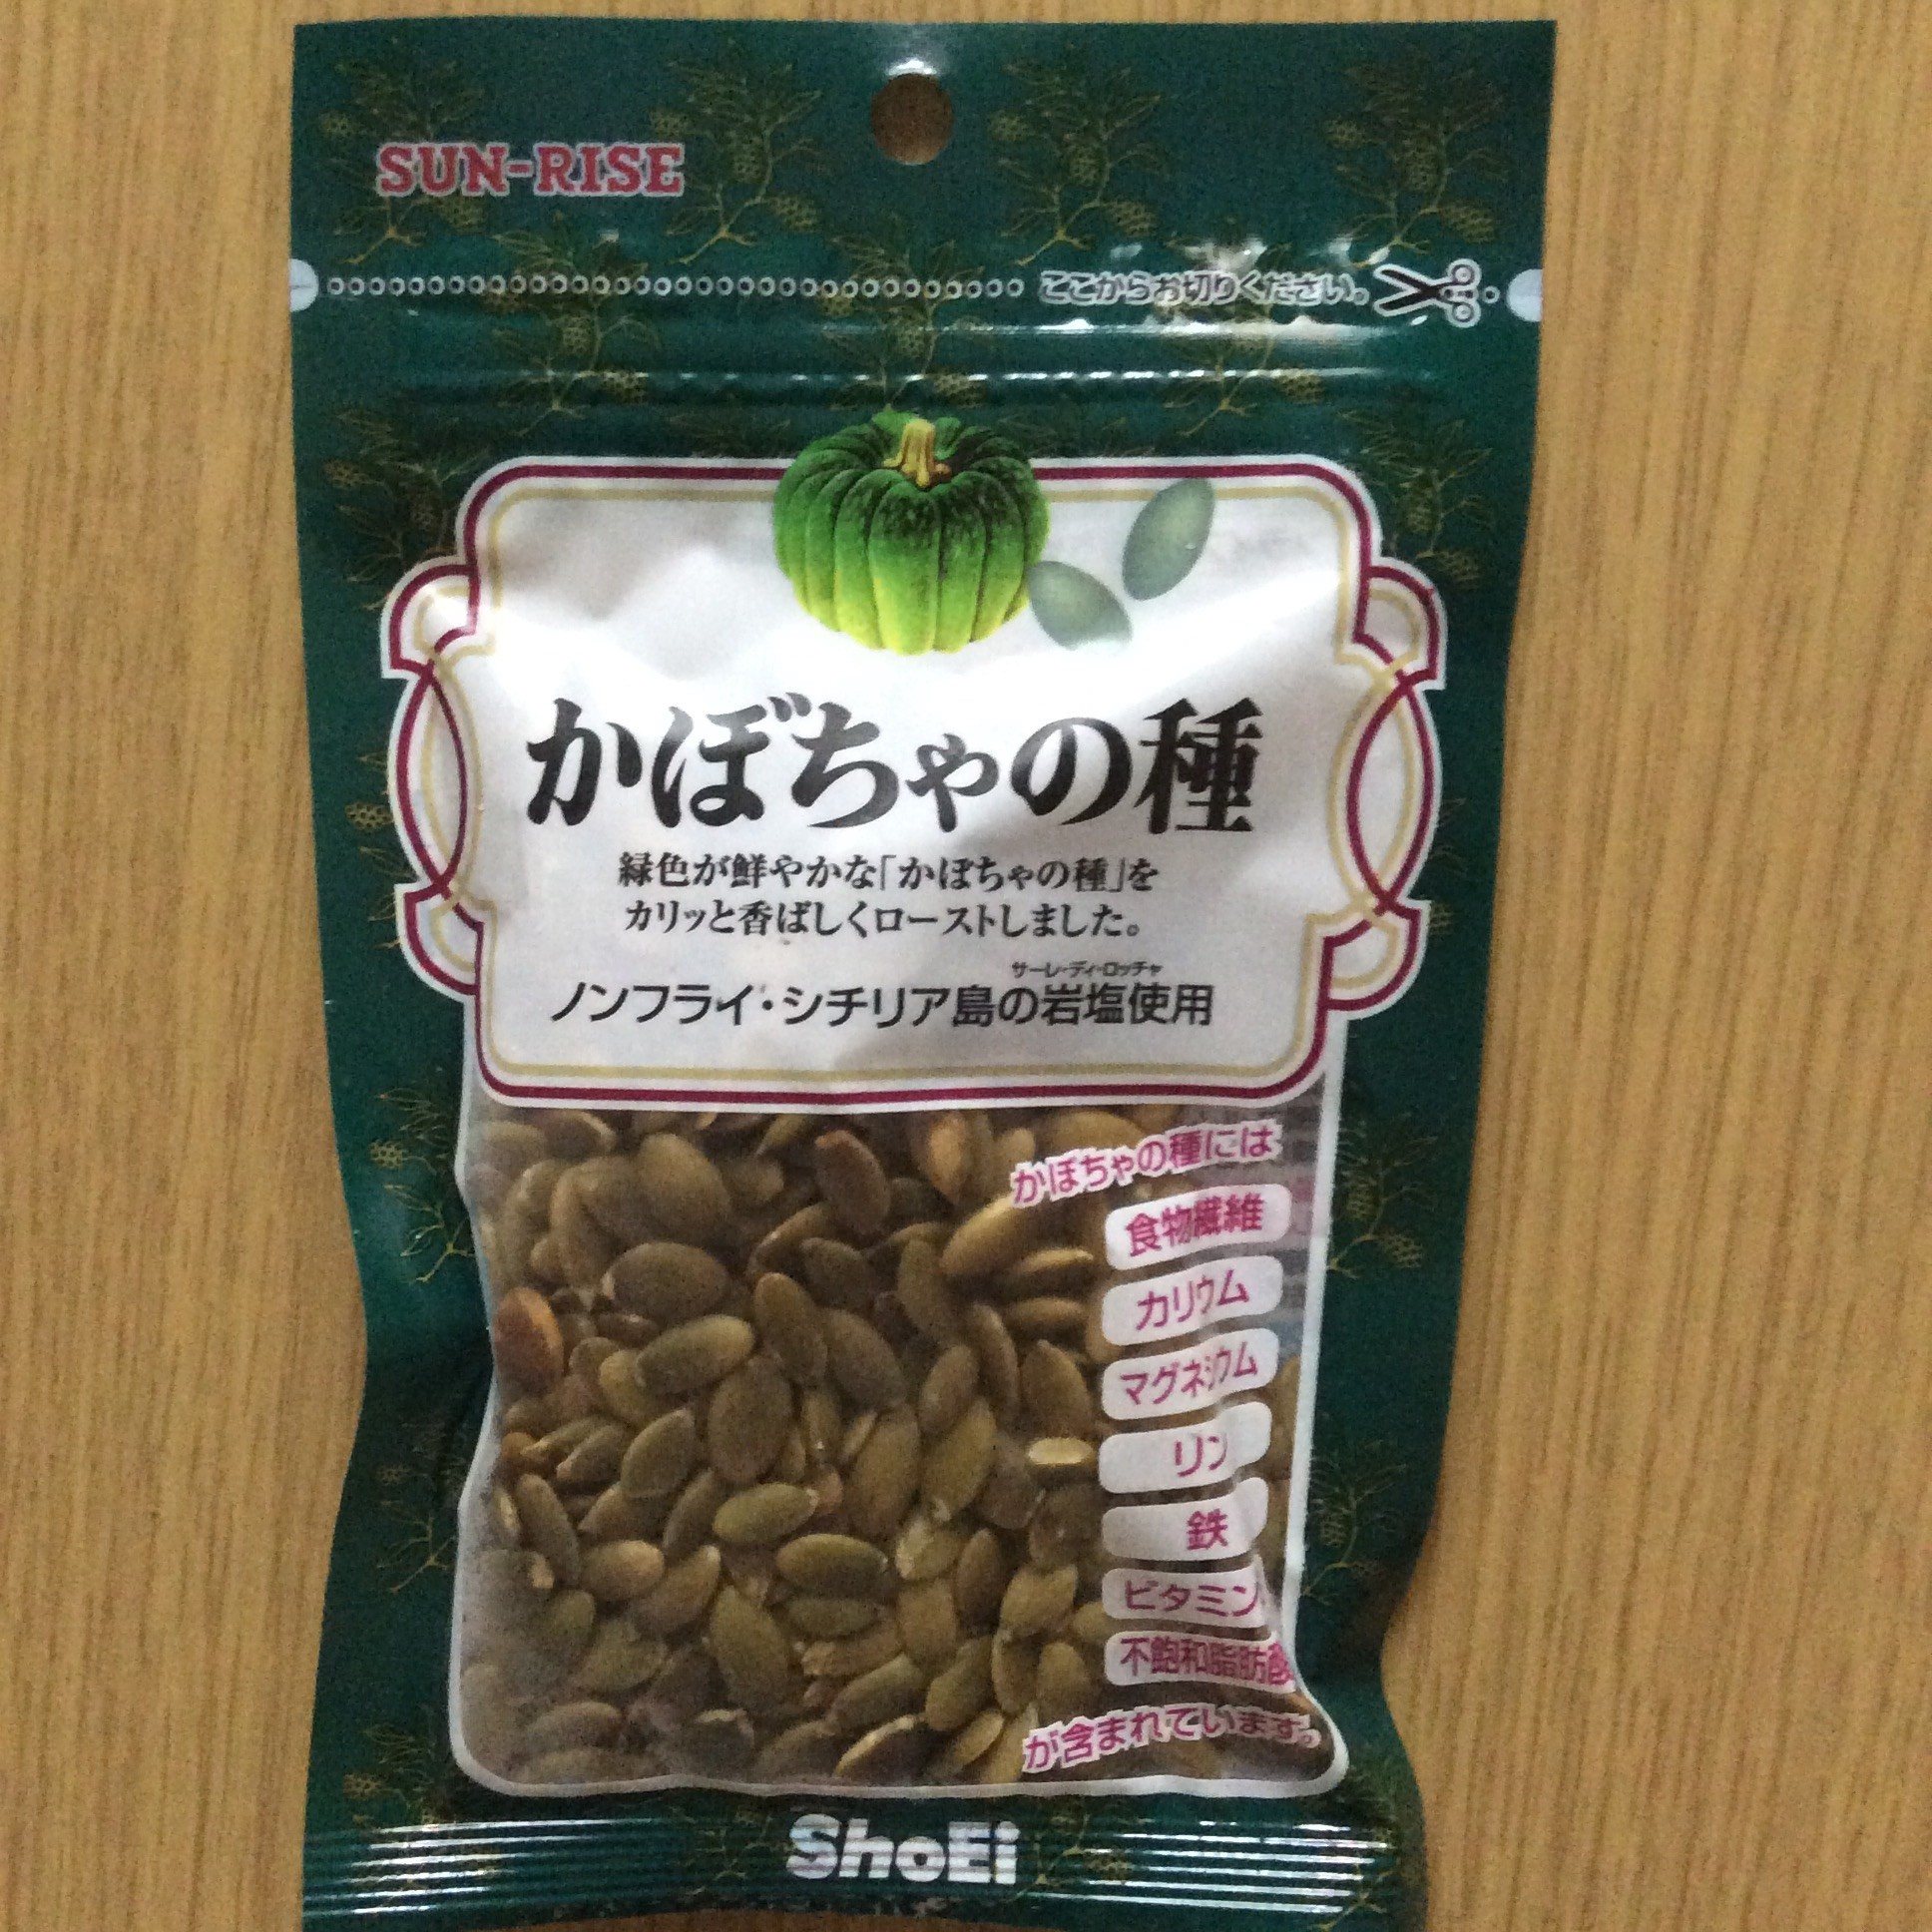 SUN-RISE
ここからお切りください。
かぼちゃの種
緑色が鮮やかな「かぼちゃの種」を
カリッと香ばしくローストしました。
サーレ・ディ・ロッチャ
ノンフライ・シチリア島の岩塩使用
かぼちゃの種には
食物繊維
カリウム
マグネシウム
リン
鉄
ビタミン
不飽和脂肪酸
が含まれています。
ShoEi